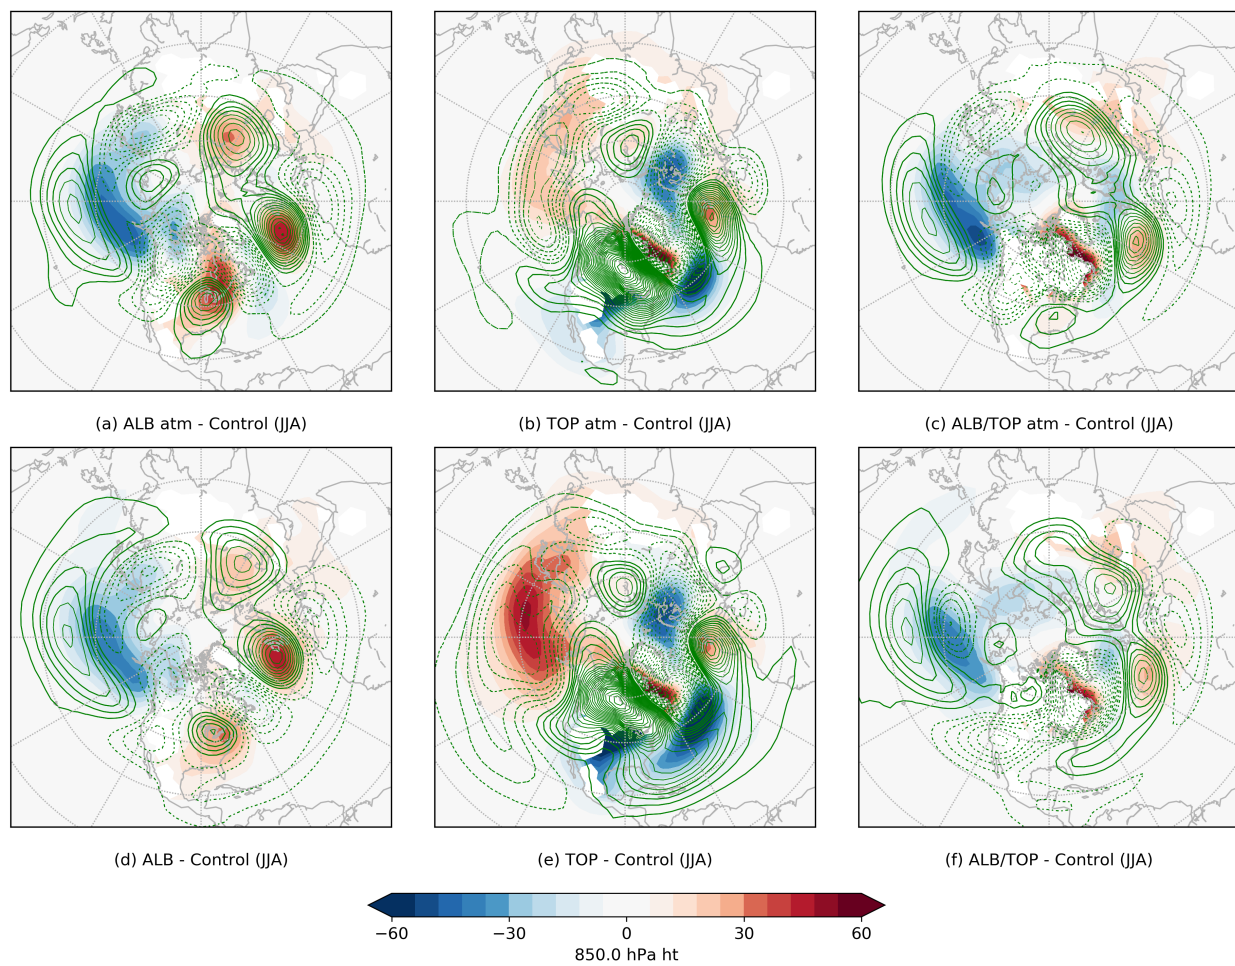 (a) ALB atm - Control (JJA)
(b) TOP atm - Control (JJA)
(c) ALB/TOP atm - Control (JJA)
(d) ALB - Control (JJA)
(e) TOP - Control (JJA)
(f) ALB/TOP - Control (JJA)
−60 −30 0 30 60
850.0 hPa ht